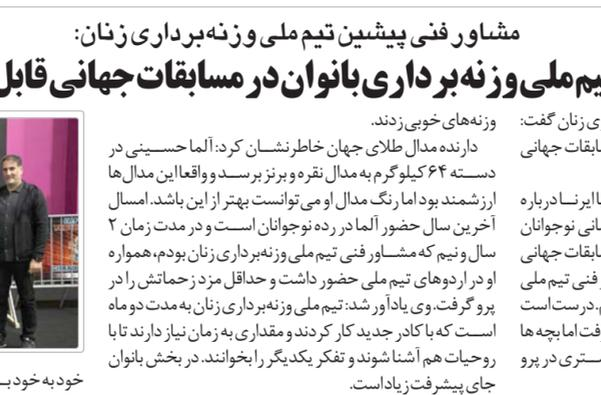 مشاور فنی پیشین تیم ملی وزنه‌برداری زنان:
تیم ملی وزنه‌برداری بانوان در مسابقات جهانی قابل
زنان گفت:
جهانی
ایرنا درباره
نوجوانان
جهانی
فنی تیم ملی
درست است
اما بچه‌ها
در پرو
وزنه‌های خوبی زدند.
دارنده مدال طلای جهان خاطرنشان کرد: آلما حسینی در
دسته ۶۴ کیلوگرم به مدال نقره و برنز برسد و واقعا این مدال‌ها
ارزشمند بود اما رنگ مدال او می‌توانست بهتر از این باشد. امسال
آخرین سال حضور آلما در رده نوجوانان است و در مدت زمان ۲
سال و نیم که مشاور فنی تیم ملی وزنه‌برداری زنان بودم، همواره
او در اردوهای تیم ملی حضور داشت و حداقل مزد زحماتش را در
پرو گرفت. وی یادآور شد: تیم ملی وزنه‌برداری زنان به مدت دو ماه
است که با کادر جدید کار کردند و مقداری به زمان نیاز دارند تا با
روحیات هم آشنا شوند و تفکر یکدیگر را بخوانند. در بخش بانوان
جای پیشرفت زیاد است.
خود به خود